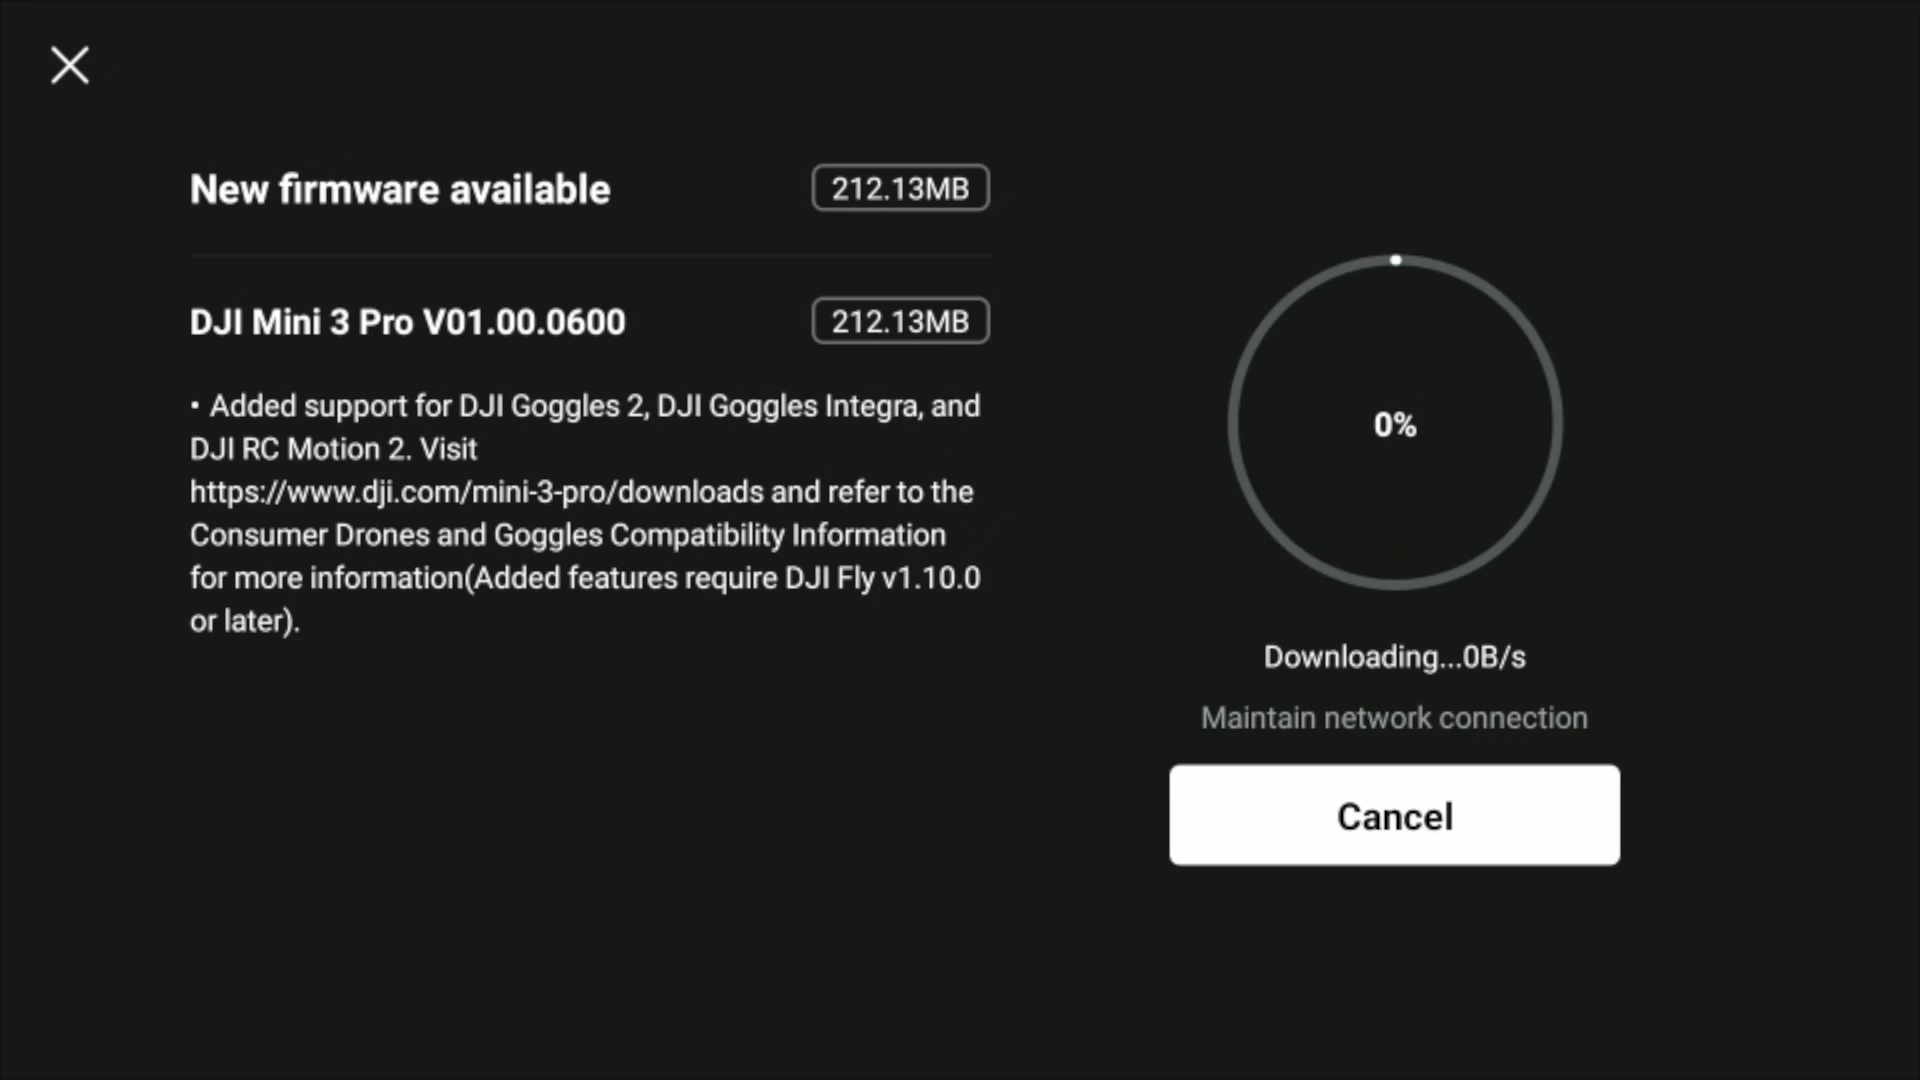 New firmware available
212.13MB
DJI Mini 3 Pro V01.00.0600
212.13MB
• Added support for DJI Goggles 2, DJI Goggles Integra, and
DJI RC Motion 2. Visit
https://www.dji.com/mini-3-pro/downloads and refer to the
Consumer Drones and Goggles Compatibility Information
for more information(Added features require DJI Fly v1.10.0
or later).
0%
Downloading...0B/s
Maintain network connection
Cancel